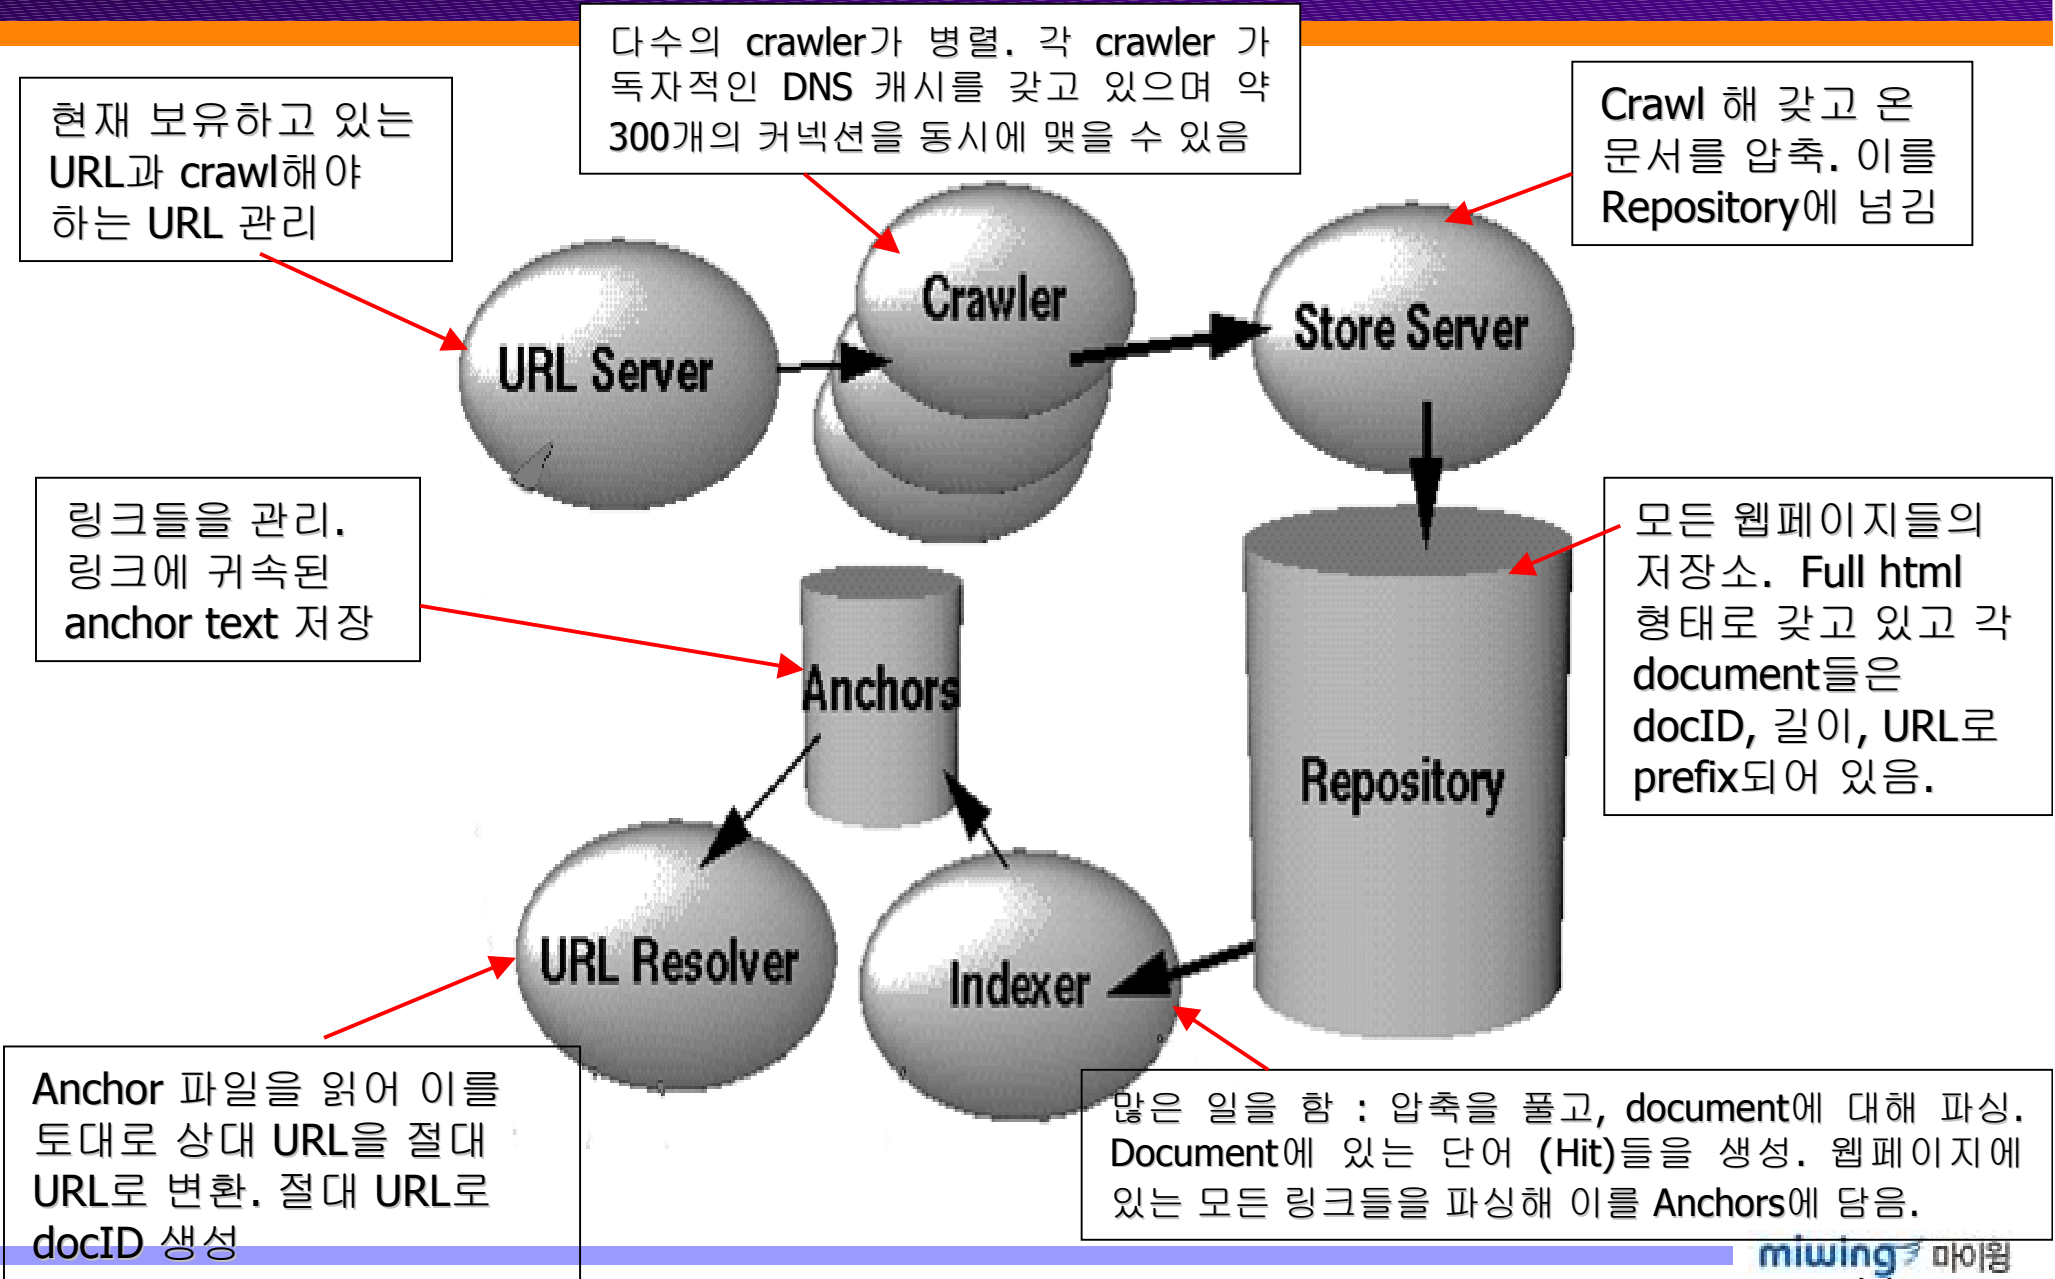 다수의 crawler가 병렬. 각 crawler 가
독자적인 DNS 캐시를 갖고 있으며 약
300개의 커넥션을 동시에 맺을 수 있음
현재 보유하고 있는
URL과 crawl해야
하는 URL 관리
Crawl 해 갖고 온
문서를 압축. 이를
Repository에 넘김
URL Server
Crawler
Store Server
링크들을 관리.
링크에 귀속된
anchor text 저장
모든 웹페이지들의
저장소. Full html
형태로 갖고 있고 각
document들은
docID, 길이, URL로
prefix되어 있음.
Anchors
Repository
URL Resolver
Indexer
Anchor 파일을 읽어 이를
토대로 상대 URL을 절대
URL로 변환. 절대 URL로
docID 생성
많은 일을 함 : 압축을 풀고, document에 대해 파싱.
Document에 있는 단어 (Hit)들을 생성. 웹페이지에
있는 모든 링크들을 파싱해 이를 Anchors에 담음.
miwing 마이윙